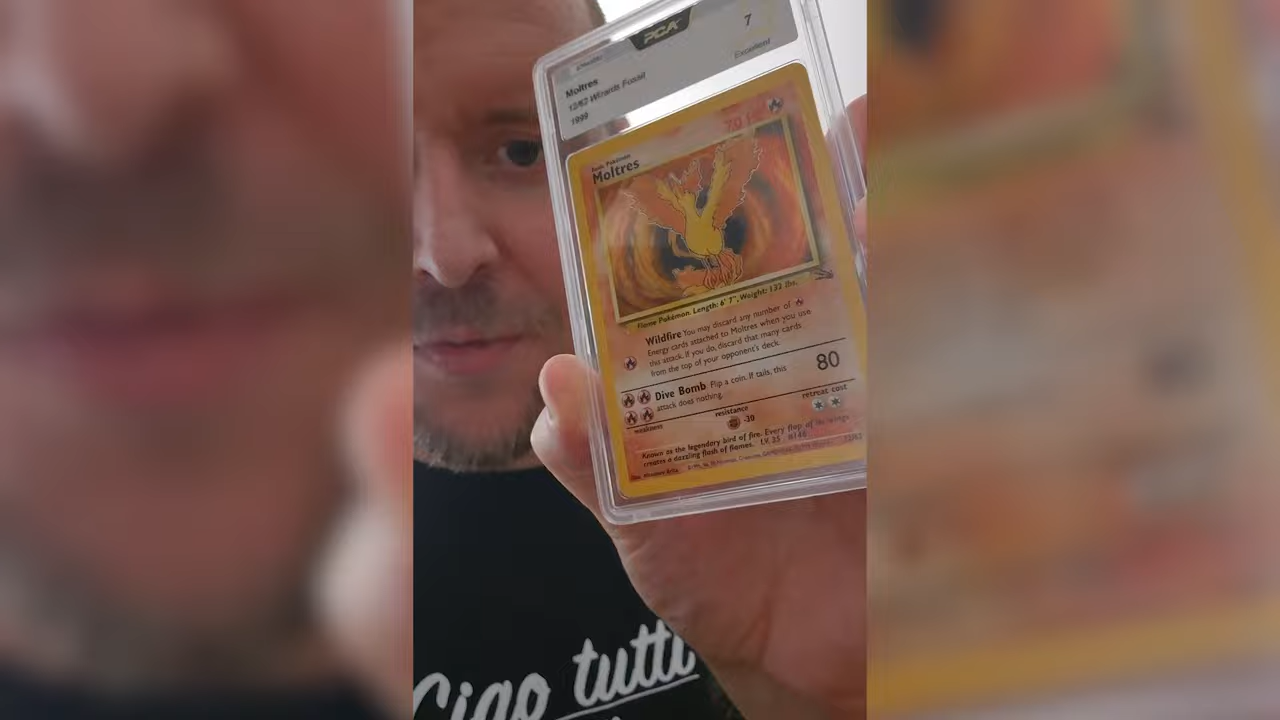 PCA
7
Excellent
Moltres
12/62 Wizards Fossil
1999
Moltres
Flame Pokémon. Length: 6' 7", Weight: 132 lbs.
Wildfire You may discard any number of
Energy cards attached to Moltres when you use
this attack. If you do, discard that many cards
from the top of your opponent's deck.
Dive Bomb Flip a coin. If tails, this
attack does nothing.
80
weakness
resistance
-30
retreat cost
Known as the legendary bird of fire. Every flap of its wings
creates a dazzling flash of flames. LV. 35 #146
Ciao tutti